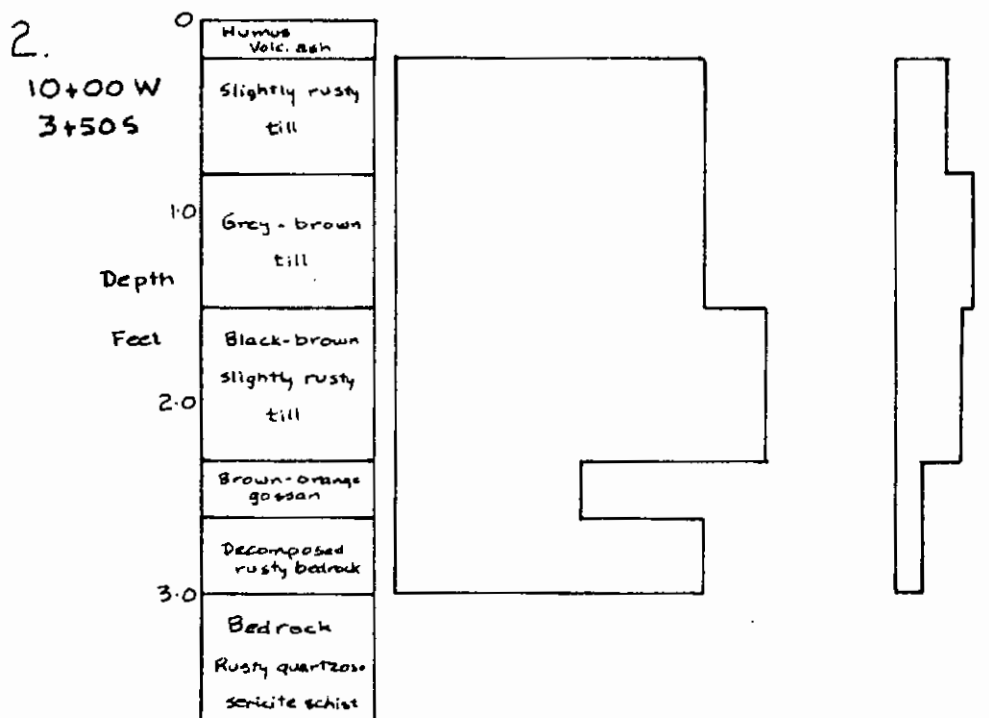 2.
10+00 W
3+50 S
0
Humus
Volc. ash
Slightly rusty
till
1.0
Grey-brown
till
Depth
Feet
Black-brown
slightly rusty
till
2.0
Brown-orange
gossan
Decomposed
rusty bedrock
3.0
Bedrock
Rusty quartzose
sericite schist